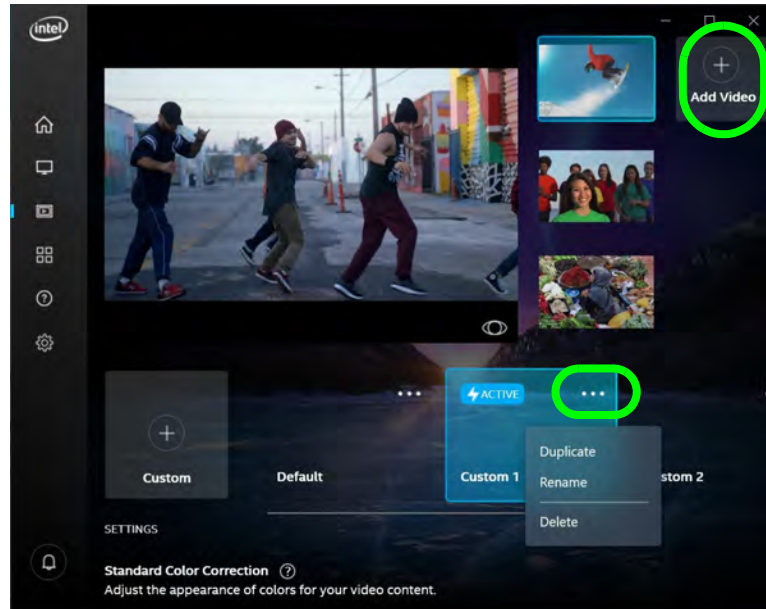 intel
Add Video
ACTIVE
Duplicate
Custom
Default
Custom 1
Rename
stom 2
Delete
SETTINGS
Standard Color Correction ?
Adjust the appearance of colors for your video content.